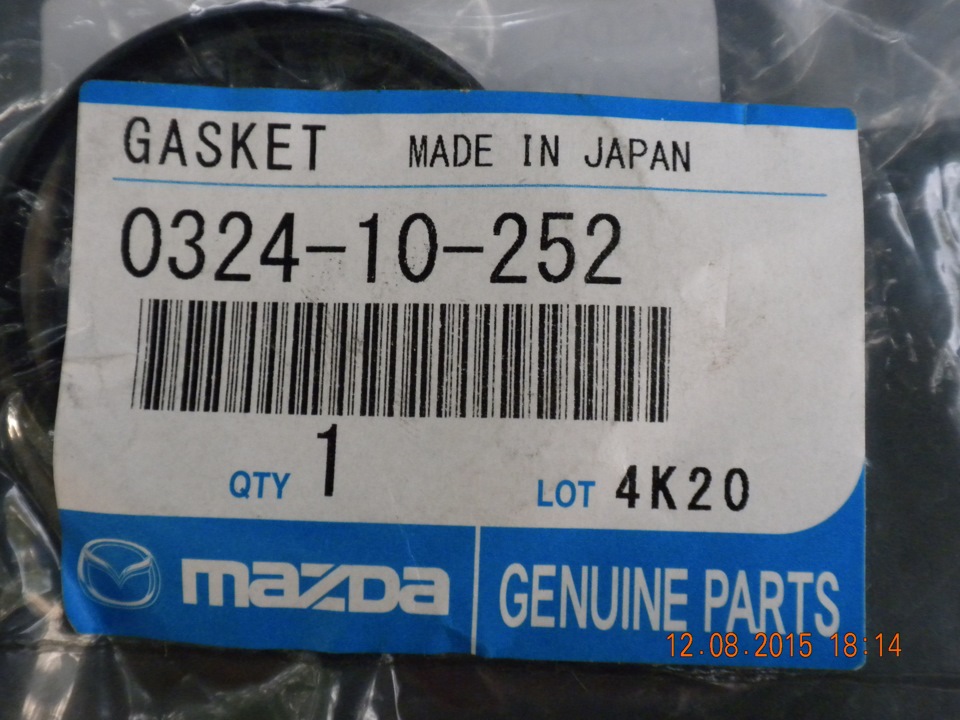 GASKET MADE IN JAPAN
0324-10-252
QTY 1 LOT 4K20
mazda GENUINE PARTS
12.08.2015 18:14